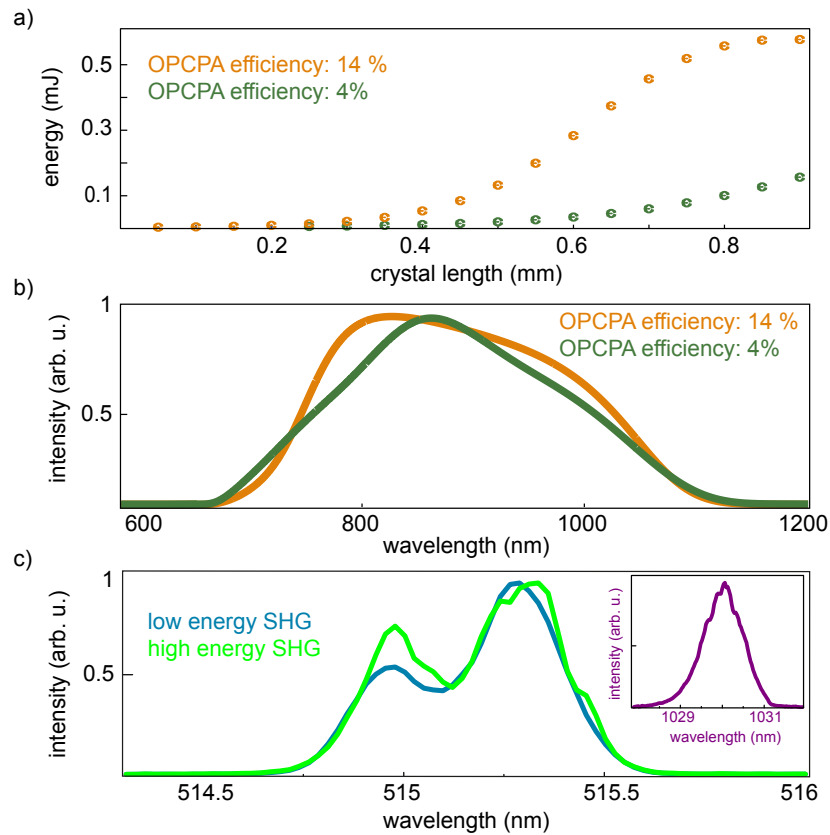 a)
OPCPA efficiency: 14 %
OPCPA efficiency: 4%
energy (mJ)
0.5
0.3
0.1
0.2
0.4
0.6
0.8
crystal length (mm)
b)
OPCPA efficiency: 14 %
OPCPA efficiency: 4%
intensity (arb. u.)
1
0.5
600
800
1000
1200
wavelength (nm)
c)
low energy SHG
high energy SHG
intensity (arb. u.)
1
0.5
514.5
515
515.5
516
wavelength (nm)
intensity (arb. u.)
1029
1031
wavelength (nm)